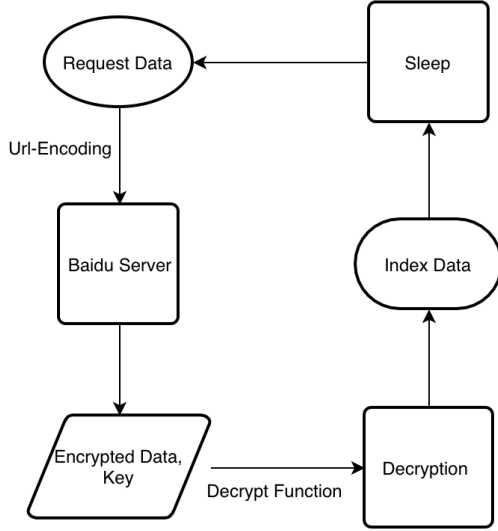 Request Data
Sleep
Url-Encoding
Baidu Server
Index Data
Encrypted Data,
Key
Decrypt Function
Decryption